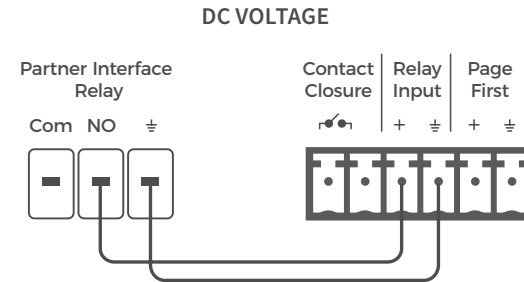 DC VOLTAGE
Partner Interface
Relay
Com NO ⏚
Contact
Closure
Relay
Input
+ ⏚
Page
First
+ ⏚